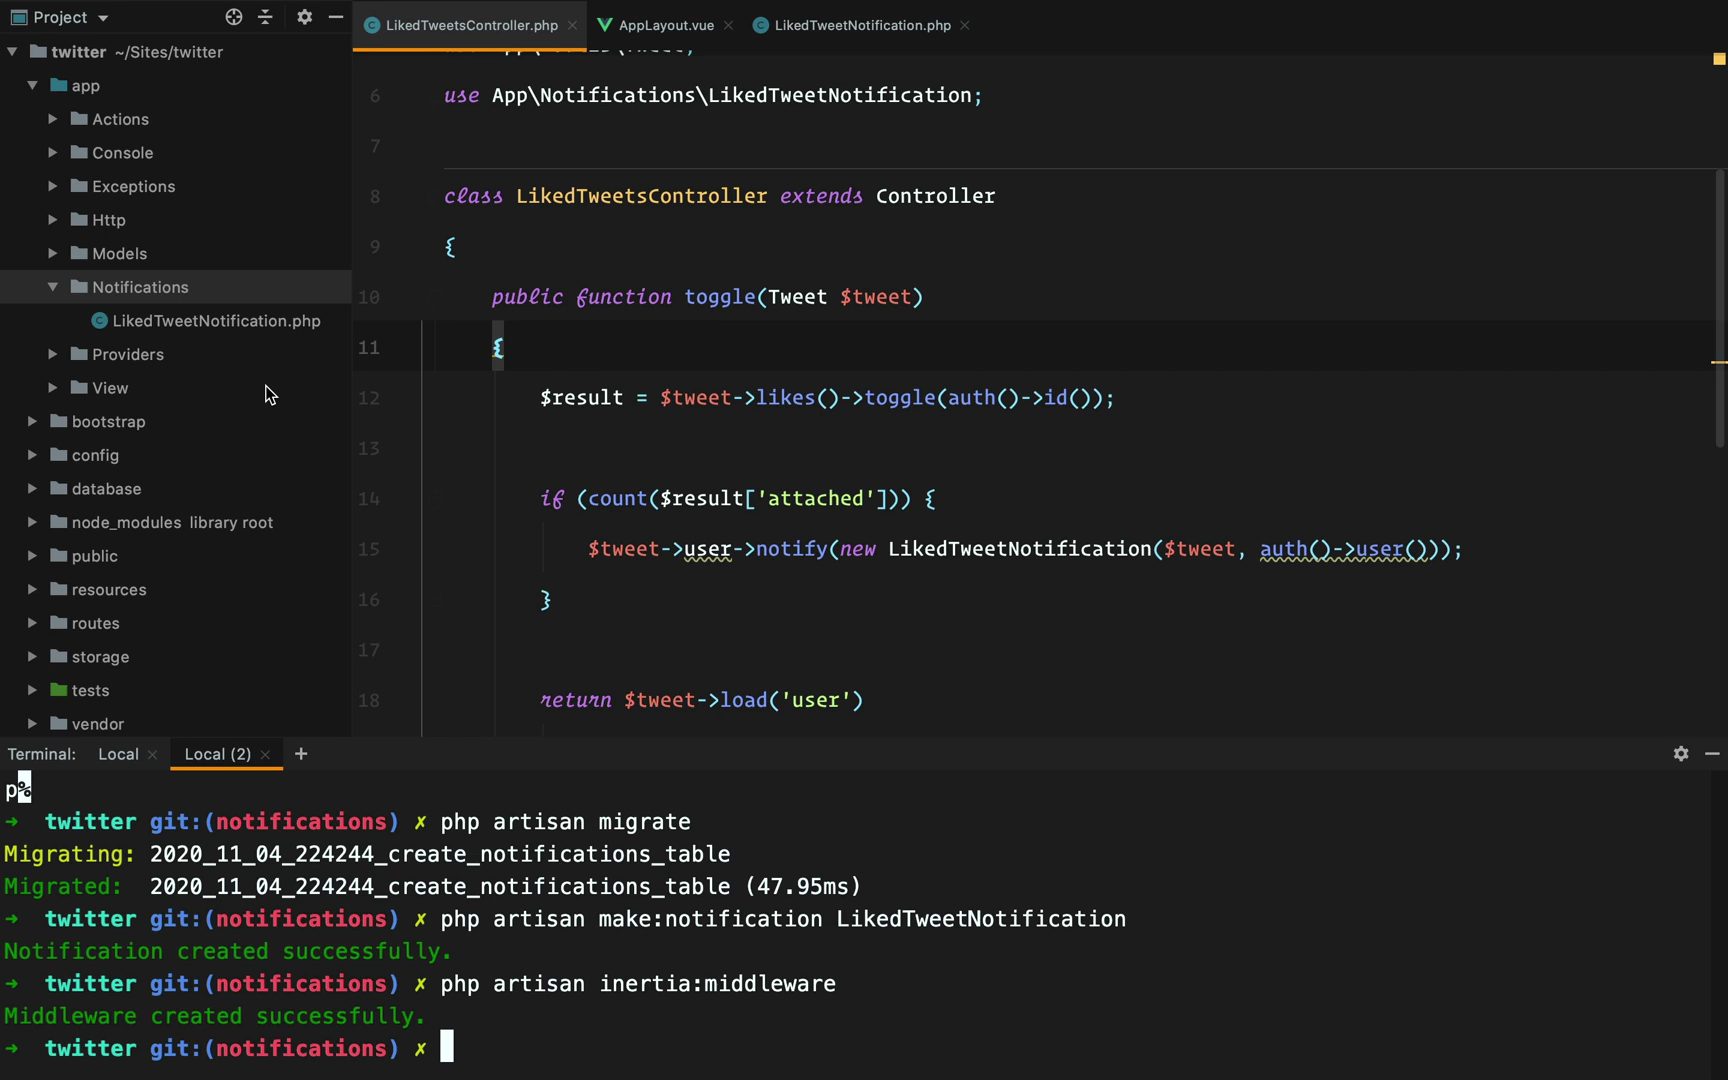 Project
LikedTweetsController.php
AppLayout.vue
LikedTweetNotification.php
twitter ~/Sites/twitter
app
Actions
Console
Exceptions
Http
Models
Notifications
LikedTweetNotification.php
Providers
View
bootstrap
config
database
node_modules library root
public
resources
routes
storage
tests
vendor
6 use App\Notifications\LikedTweetNotification;
7
8 class LikedTweetsController extends Controller
9 {
10 public function toggle(Tweet $tweet)
11 {
12 $result = $tweet->likes()->toggle(auth()->id());
13
14 if (count($result['attached'])) {
15 $tweet->user->notify(new LikedTweetNotification($tweet, auth()->user()));
16 }
17
18 return $tweet->load('user')
Terminal: Local Local (2) +
p%
→ twitter git:(notifications) ✗ php artisan migrate
Migrating: 2020_11_04_224244_create_notifications_table
Migrated: 2020_11_04_224244_create_notifications_table (47.95ms)
→ twitter git:(notifications) ✗ php artisan make:notification LikedTweetNotification
Notification created successfully.
→ twitter git:(notifications) ✗ php artisan inertia:middleware
Middleware created successfully.
→ twitter git:(notifications) ✗